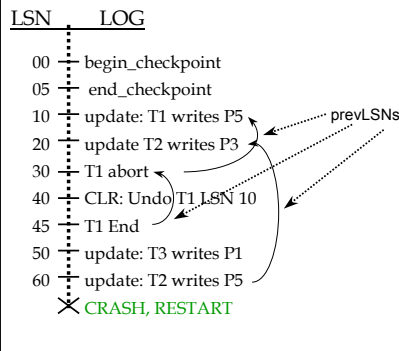 LSN LOG
00 begin_checkpoint
05 end_checkpoint
10 update: T1 writes P5
prevLSNs
20 update T2 writes P3
30 T1 abort
40 CLR: Undo T1 LSN 10
45 T1 End
50 update: T3 writes P1
60 update: T2 writes P5
CRASH, RESTART